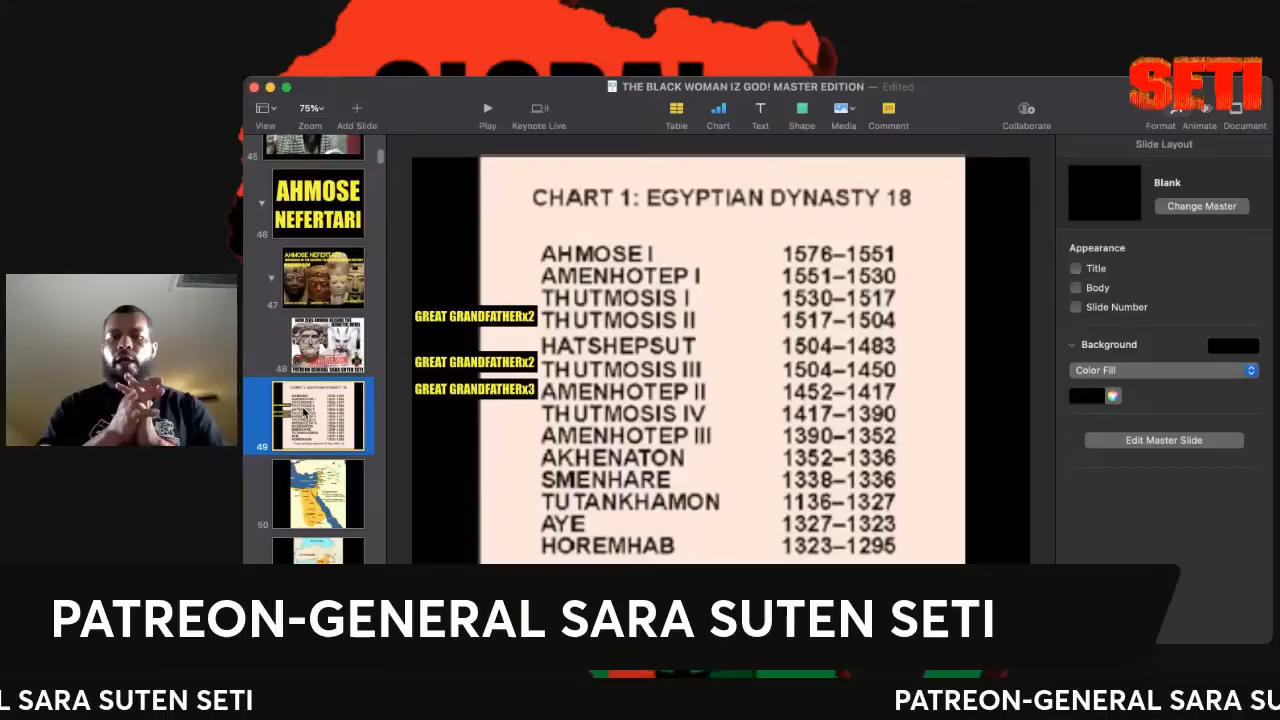 SETI
THE BLACK WOMAN IZ GOD! MASTER EDITION — Edited
75%
View Zoom Add Slide
Play Keynote Live
Table Chart Text Shape Media Comment
Collaborate
Format Animate Document
45
AHMOSE
NEFERTARI
46
47
48
49
50
CHART 1: EGYPTIAN DYNASTY 18
AHMOSE I 1576–1551
AMENHOTEP I 1551–1530
THUTMOSIS I 1530–1517
GREAT GRANDFATHERx2 THUTMOSIS II 1517–1504
HATSHEPSUT 1504–1483
GREAT GRANDFATHERx2 THUTMOSIS III 1504–1450
GREAT GRANDFATHERx3 AMENHOTEP II 1452–1417
THUTMOSIS IV 1417–1390
AMENHOTEP III 1390–1352
AKHENATON 1352–1336
SMENHARE 1338–1336
TUTANKHAMON 1136–1327
AYE 1327–1323
HOREMHAB 1323–1295
Slide Layout
Blank
Change Master
Appearance
Title
Body
Slide Number
Background
Color Fill
Edit Master Slide
PATREON-GENERAL SARA SUTEN SETI
L SARA SUTEN SETI PATREON-GENERAL SARA SU